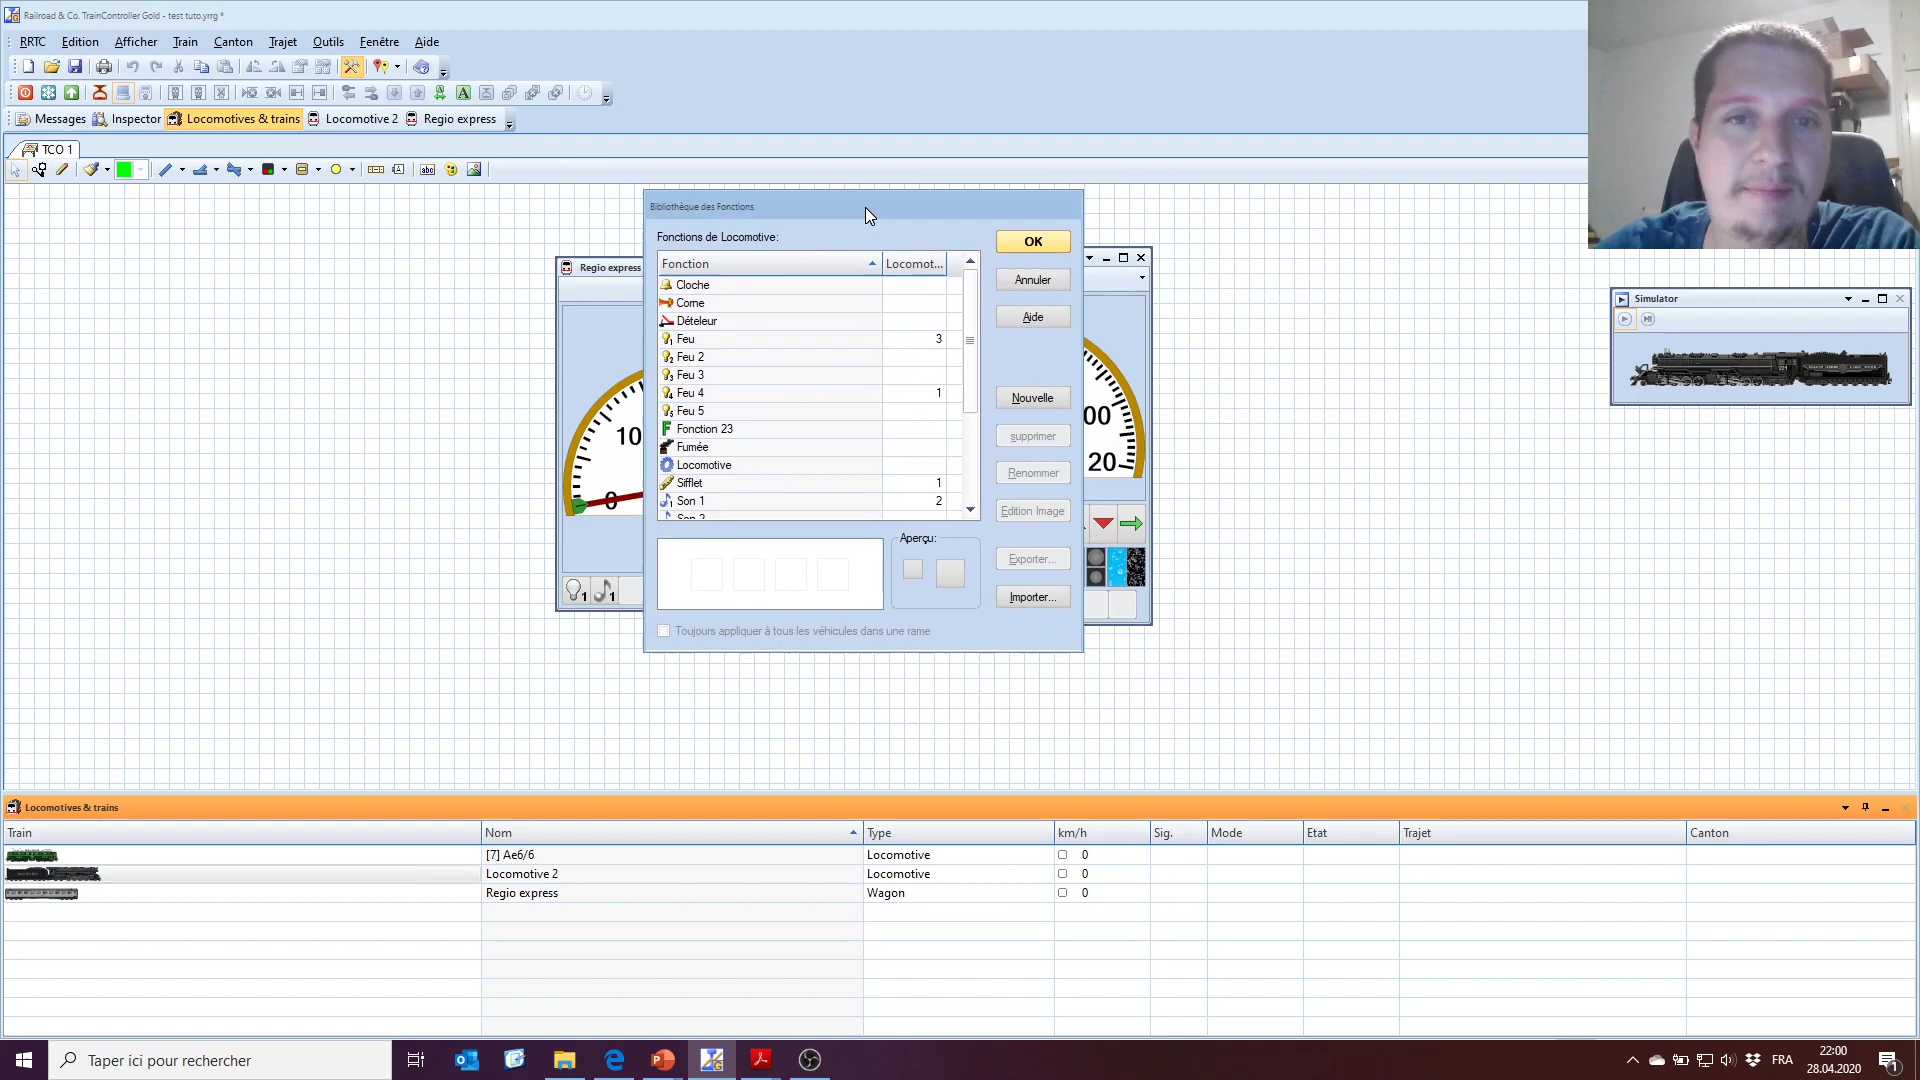 Railroad & Co. TrainController Gold - test tuto.yrrg *
RRTC Edition Afficher Train Canton Trajet Outils Fenêtre Aide
Messages Inspector Locomotives & trains Locomotive 2 Regio express
TCO 1
abc
Bibliothèque des Fonctions
Fonctions de Locomotive:
OK
Fonction Locomot...
Annuler
Cloche
Corne
Aide
Dételeur
Feu 3
Feu 2
Feu 3
Feu 4 1
Nouvelle
Feu 5
Fonction 23
supprimer
Fumée
Locomotive
Renommer
Sifflet 1
Son 1 2
Edition Image
Son 2
Aperçu:
Exporter...
Importer...
Toujours appliquer à tous les véhicules dans une rame
Regio express
10
0
1
1
00
20
Simulator
Locomotives & trains
Train Nom Type km/h Sig. Mode Etat Trajet Canton
[7] Ae6/6 Locomotive 0
Locomotive 2 Locomotive 0
Regio express Wagon 0
Taper ici pour rechercher
FRA
22:00
28.04.2020
1